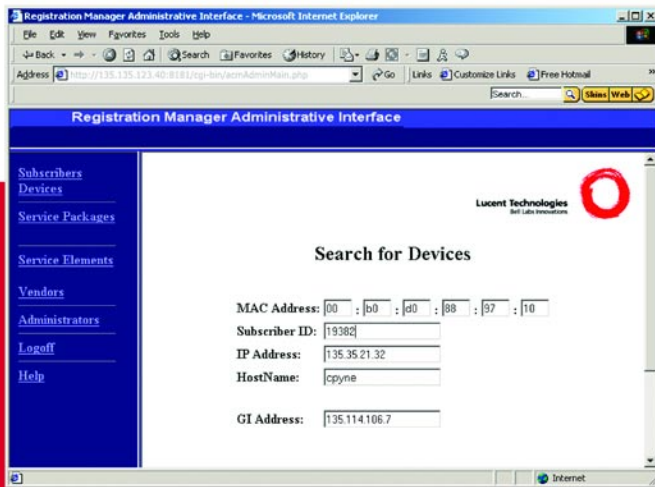 Registration Manager Administrative Interface - Microsoft Internet Explorer
File Edit View Favorites Tools Help
Back Search Favorites History
Address http://135.135.123.40:8181/cgi-bin/acmAdminMain.php Go Links Customize Links Free Hotmail
Search... Skins Web
Registration Manager Administrative Interface
Subscribers
Devices
Service Packages
Service Elements
Vendors
Administrators
Logoff
Help
Lucent Technologies
Bell Labs Innovations
Search for Devices
MAC Address: 00 : b0 : d0 : 88 : 97 : 10
Subscriber ID: 19382
IP Address: 135.35.21.32
HostName: cpyne
GI Address: 135.114.106.7
Internet